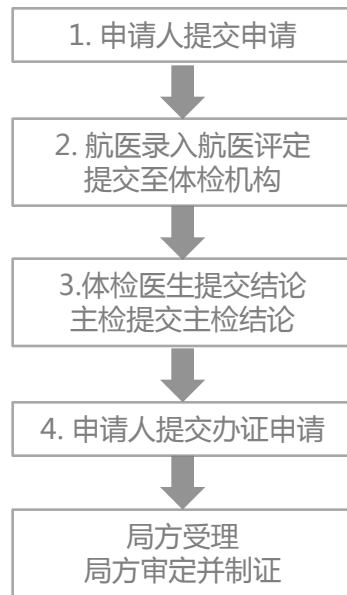 1. 申请人提交申请
2. 航医录入航医评定
提交至体检机构
3.体检医生提交结论
主检提交主检结论
4. 申请人提交办证申请
局方受理
局方审定并制证